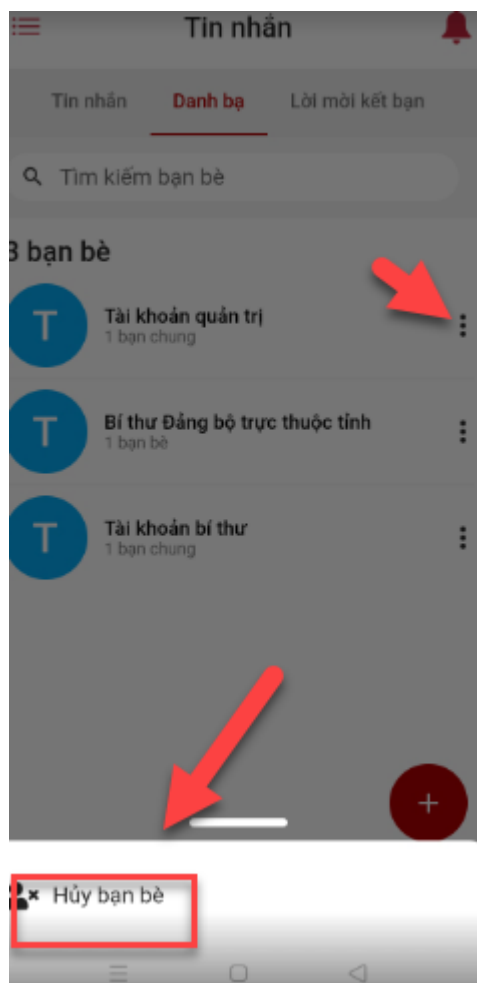 Tin nhắn
Tin nhắn Danh bạ Lời mời kết bạn
Tìm kiếm bạn bè
3 bạn bè
T
Tài khoản quản trị
1 bạn chung
T
Bí thư Đảng bộ trực thuộc tỉnh
1 bạn bè
T
Tài khoản bí thư
1 bạn chung
+
Hủy bạn bè